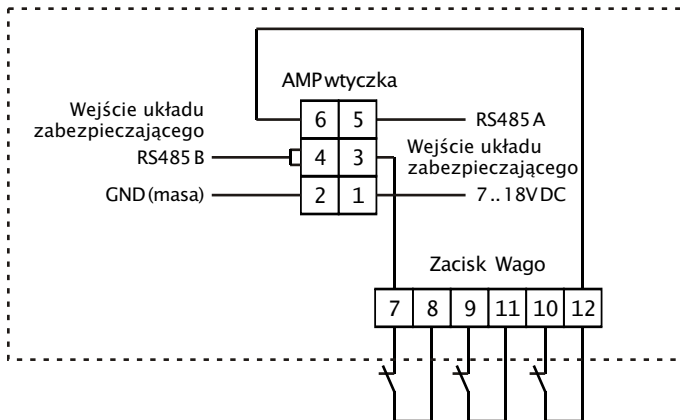 AMP wtyczka
Wejście układu
zabezpieczającego
6 5
RS485 A
RS485 B
4 3
Wejście układu
zabezpieczającego
GND (masa)
2 1
7 .. 18V DC
Zacisk Wago
7 8 9 11 10 12